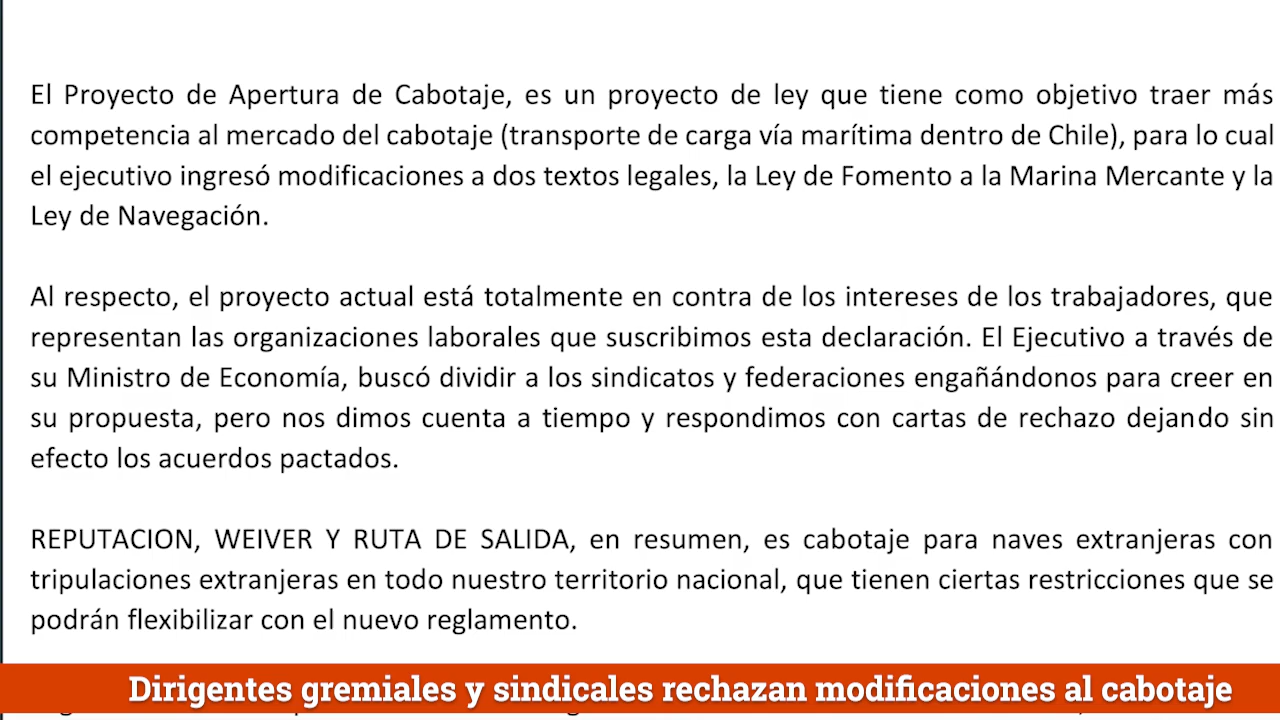 El Proyecto de Apertura de Cabotaje, es un proyecto de ley que tiene como objetivo traer más
competencia al mercado del cabotaje (transporte de carga vía marítima dentro de Chile), para lo cual
el ejecutivo ingresó modificaciones a dos textos legales, la Ley de Fomento a la Marina Mercante y la
Ley de Navegación.
Al respecto, el proyecto actual está totalmente en contra de los intereses de los trabajadores, que
representan las organizaciones laborales que suscribimos esta declaración. El Ejecutivo a través de
su Ministro de Economía, buscó dividir a los sindicatos y federaciones engañándonos para creer en
su propuesta, pero nos dimos cuenta a tiempo y respondimos con cartas de rechazo dejando sin
efecto los acuerdos pactados.
REPUTACION, WEIVER Y RUTA DE SALIDA, en resumen, es cabotaje para naves extranjeras con
tripulaciones extranjeras en todo nuestro territorio nacional, que tienen ciertas restricciones que se
podrán flexibilizar con el nuevo reglamento.
Dirigentes gremiales y sindicales rechazan modificaciones al cabotaje